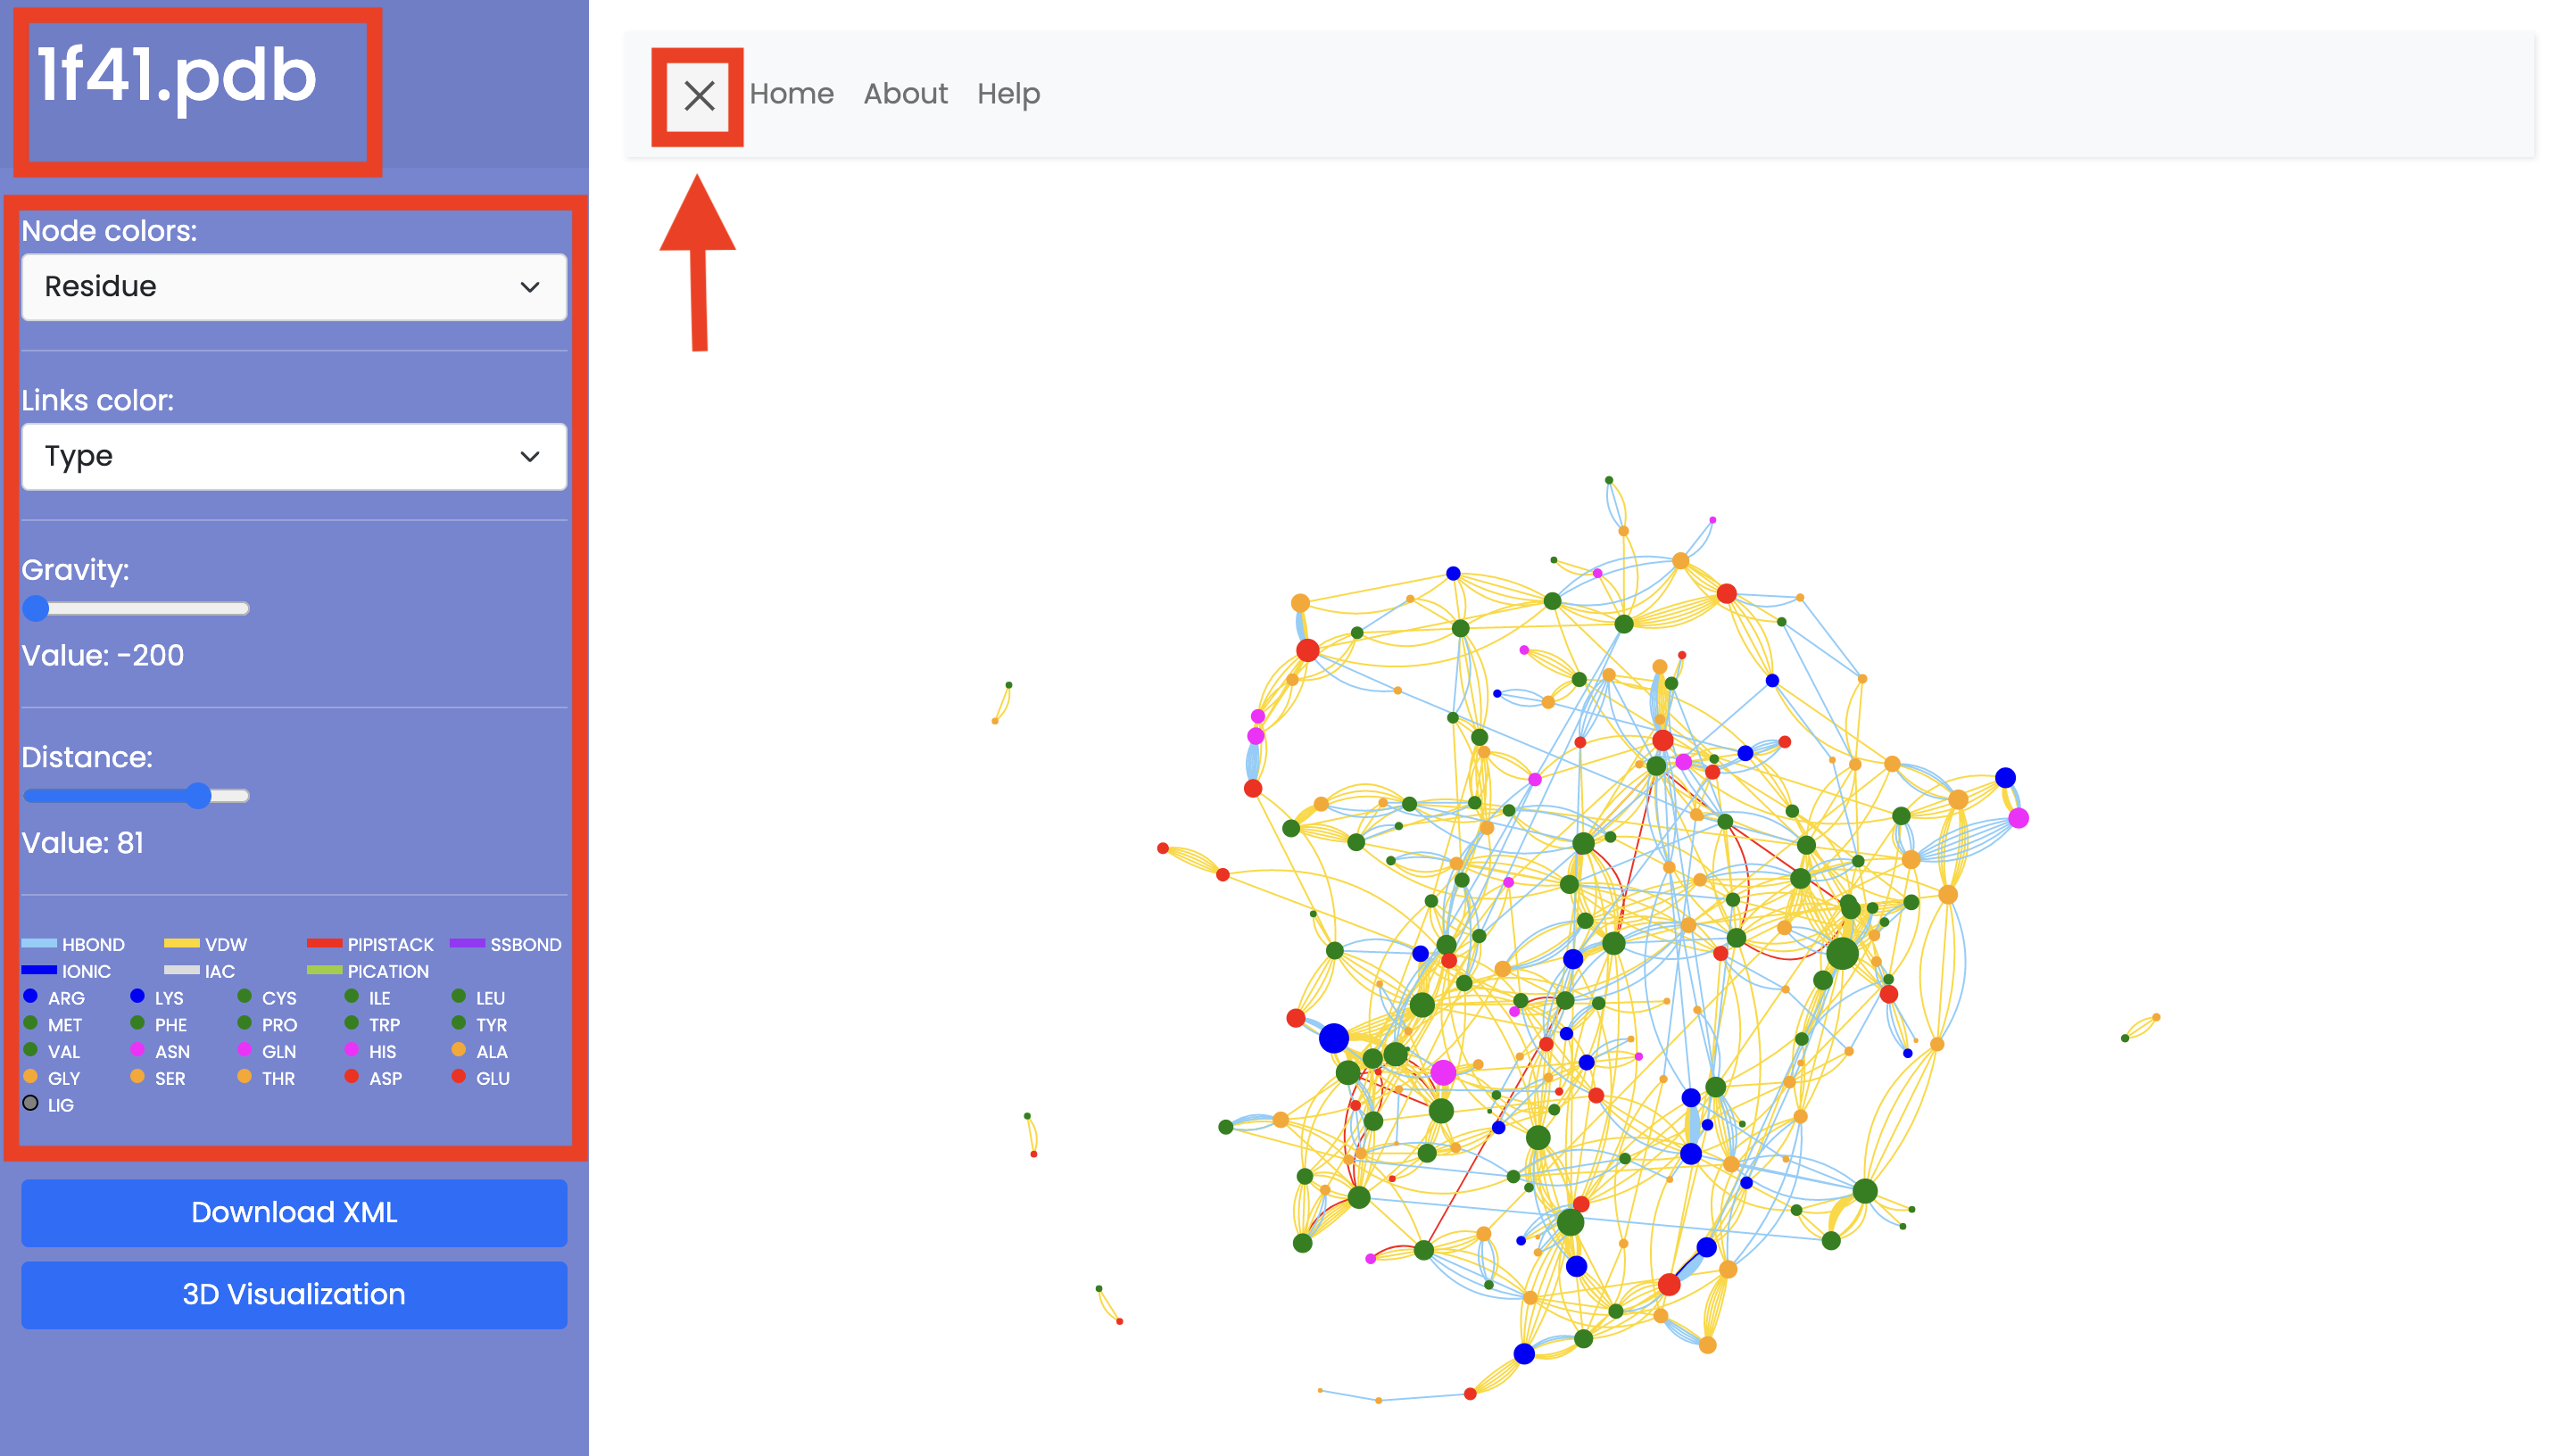 1f41.pdb
Home About Help
Node colors:
Residue
Links color:
Type
Gravity:
Value: -200
Distance:
Value: 81
HBOND VDW PIPISTACK SSBOND
IONIC IAC PICATION
ARG LYS CYS ILE LEU
MET PHE PRO TRP TYR
VAL ASN GLN HIS ALA
GLY SER THR ASP GLU
LIG
Download XML
3D Visualization